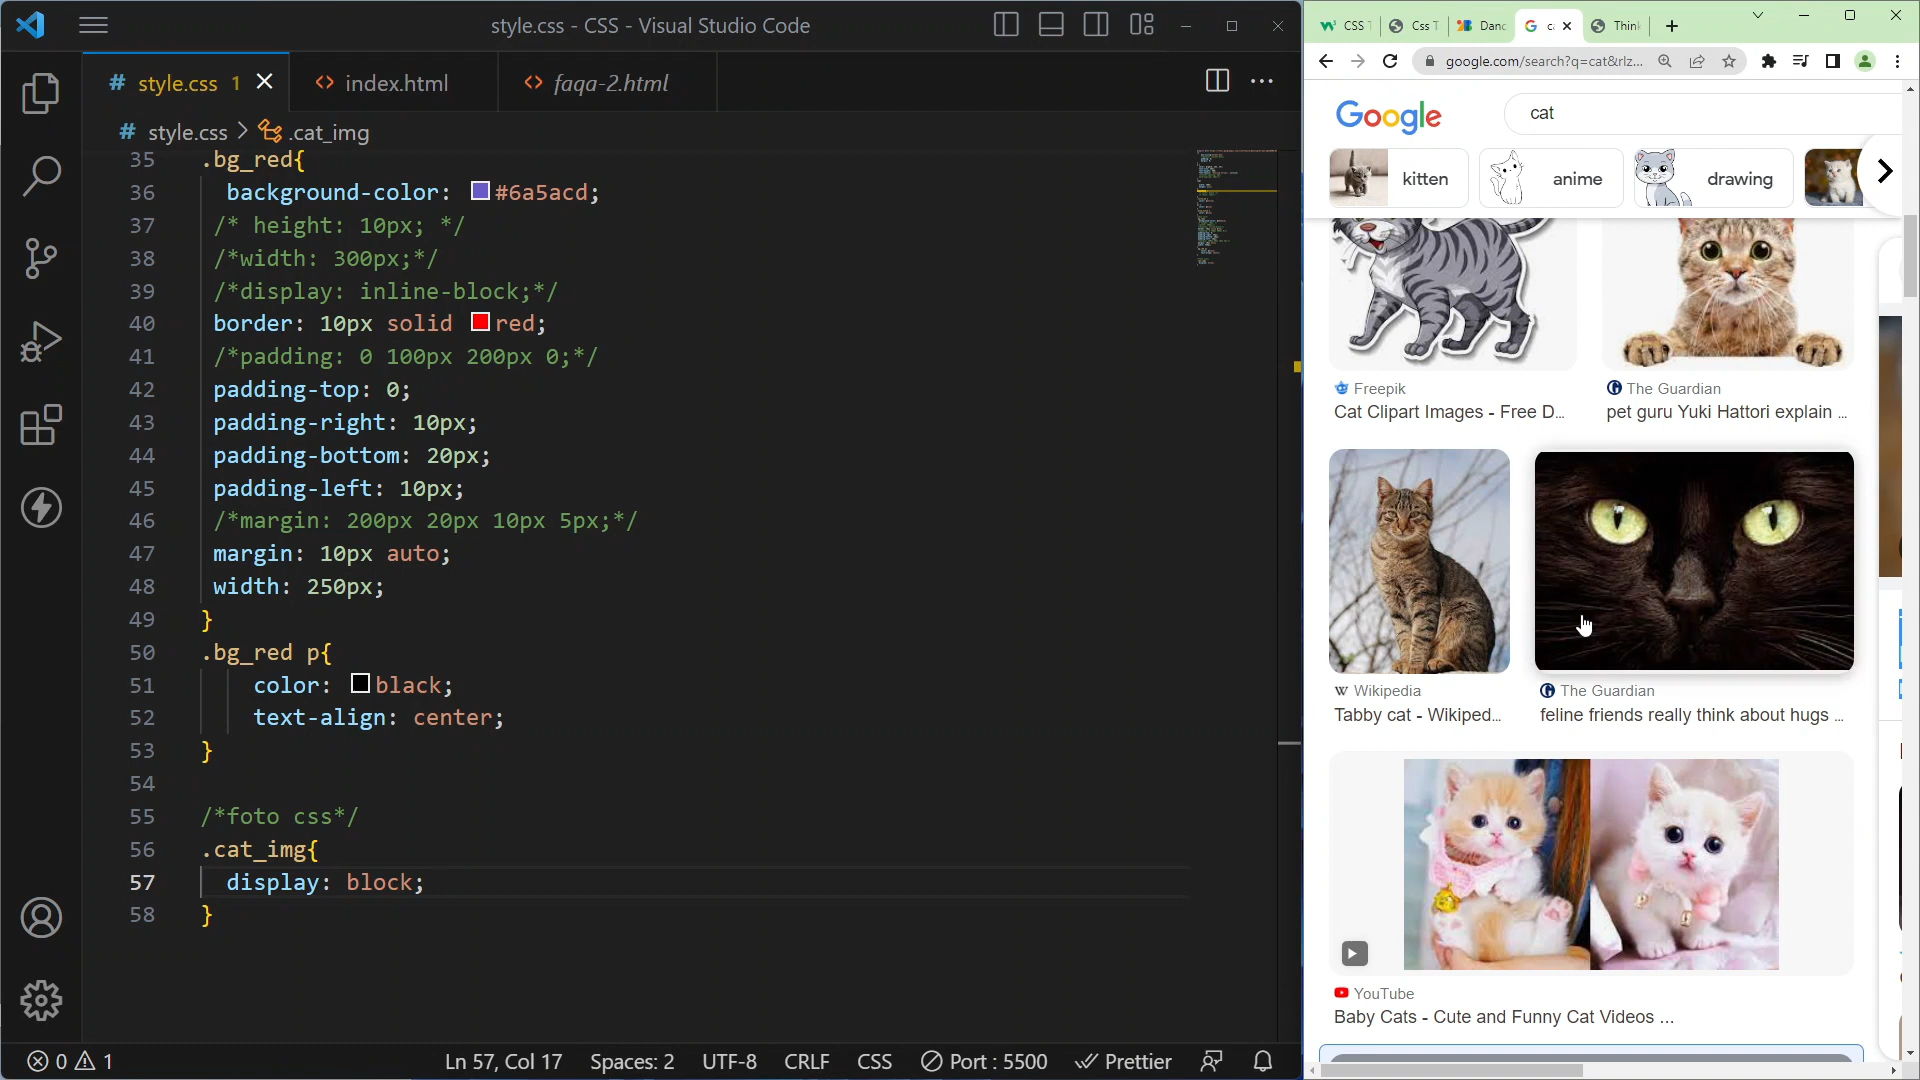 style.css - CSS - Visual Studio Code
# style.css 1
<> index.html
<> faqa-2.html
# style.css > .cat_img
35 .bg_red{
36 background-color: #6a5acd;
37 /* height: 10px; */
38 /*width: 300px;*/
39 /*display: inline-block;*/
40 border: 10px solid red;
41 /*padding: 0 100px 200px 0;*/
42 padding-top: 0;
43 padding-right: 10px;
44 padding-bottom: 20px;
45 padding-left: 10px;
46 /*margin: 200px 20px 10px 5px;*/
47 margin: 10px auto;
48 width: 250px;
49 }
50 .bg_red p{
51 color: black;
52 text-align: center;
53 }
54
55 /*foto css*/
56 .cat_img{
57 display: block;
58 }
0 1 Ln 57, Col 17 Spaces: 2 UTF-8 CRLF CSS Port : 5500 Prettier
CSS T
Css T
Danc
Think
google.com/search?q=cat&rlz...
Google
cat
kitten
anime
drawing
Freepik
Cat Clipart Images - Free D...
The Guardian
pet guru Yuki Hattori explain ...
Wikipedia
Tabby cat - Wikiped...
The Guardian
feline friends really think about hugs ...
YouTube
Baby Cats - Cute and Funny Cat Videos ...